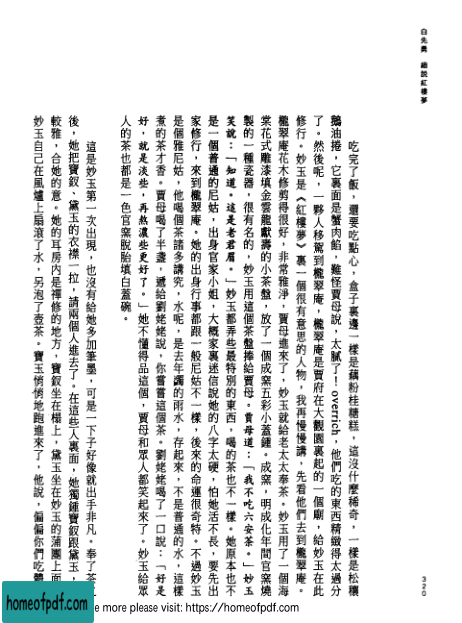 白先勇 細說紅樓夢
吃完了飯,還要吃點心,盒子裏邊一樣是藕粉桂糖糕,這沒什麼稀奇,一樣是松穰
鵝油捲,它裏面是蟹肉餡,難怪賈母說,太膩了!overrich,他們吃的東西精緻得太過分
了。然後呢,一夥人移駕到櫳翠庵,櫳翠庵是賈府在大觀園裏起的一個廟,給妙玉在此
修行。妙玉是《紅樓夢》裏一個很有意思的人物,我再慢慢講,先看他們去到櫳翠庵。
櫳翠庵花木修剪得很好,非常雅淨,賈母進來了,妙玉就給老太太奉茶。妙玉用了一個海
棠花式雕漆填金雲龍獻壽的小茶盤,放了一個成窯五彩小蓋鍾。成窯,明成化年間官窯燒
製的一種瓷器,很有名的,妙玉用這個茶盤捧給賈母。賈母道:「我不吃六安茶。」妙玉
笑說:「知道。這是老君眉。」妙玉都弄些最特別的東西,喝的茶也不一樣。她原本也不
是一個普通的尼姑,出身官家小姐,大概家裏迷信說她的八字太硬,怕她活不長,要先出
家修行,來到櫳翠庵。她的出身行事都跟一般尼姑不一樣,後來的命運很奇特。不過妙玉
是個雅尼姑,他喝個茶諸多講究,水呢,是去年蠲的雨水,存起來,不是普通的水,這樣
煮的茶才香。賈母喝了半盞,遞給劉姥姥說,你嘗嘗這個茶。劉姥姥喝了一口說:「好是
好,就是淡些,再熬濃些更好了。」她不懂得品這個,賈母和眾人都笑起來了。妙玉給眾
人的茶也都是一色官窯脫胎填白蓋碗。
這是妙玉第一次出現,也沒有給她多加筆墨,可是一下子好像就出手非凡。奉了茶
後,她把寶釵、黛玉的衣襟一拉,請兩個人進去了。在這些人裏面,她獨鍾寶釵跟黛玉,
較雅,合她的意。她的耳房內是禪修的地方,寶釵坐在榻上,黛玉坐在妙玉的蒲團上面
妙玉自己在風爐上扇滾了水,另泡了壺茶。寶玉悄悄地跑進來了,他說,偏偏你們吃體
320
homeofpdf.com
e more please visit: https://homeofpdf.com